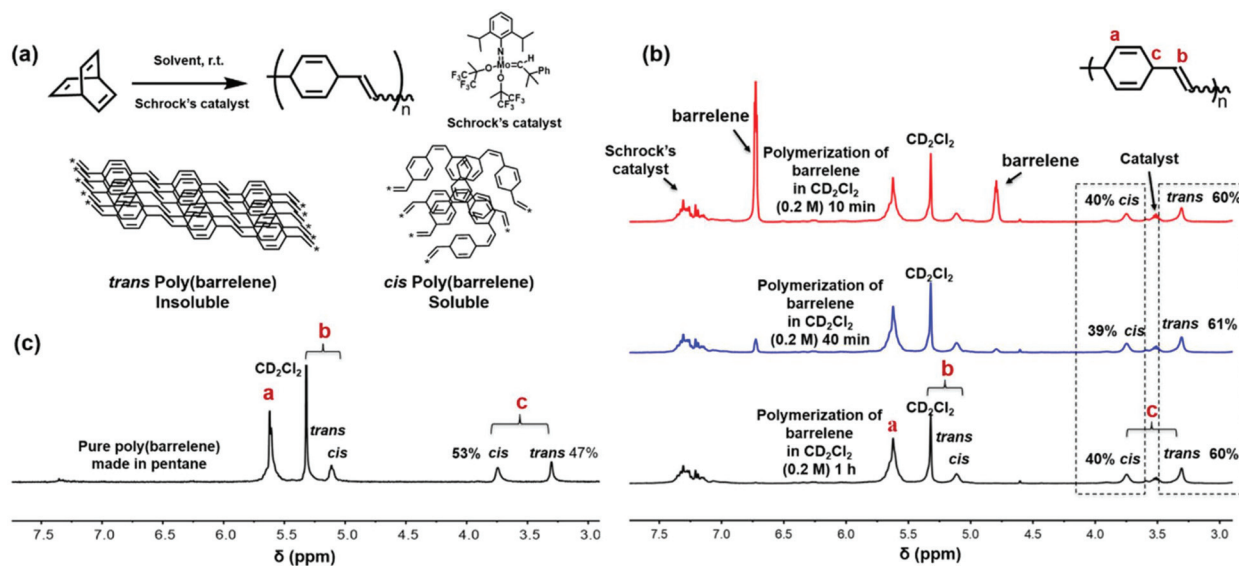 (a)
Solvent, r.t.
Schrock's catalyst
n
N
Mo
C
H
Ph
O
O
F₃C
F₃C
CF₃
CF₃
Schrock's catalyst
trans Poly(barrelene)
Insoluble
cis Poly(barrelene)
Soluble
(b)
a
c
b
n
barrelene
Schrock's
catalyst
Polymerization of
barrelene
in CD₂Cl₂
(0.2 M) 10 min
CD₂Cl₂
barrelene
Catalyst
40% cis
trans 60%
Polymerization of
barrelene
in CD₂Cl₂
(0.2 M) 40 min
CD₂Cl₂
39% cis
trans 61%
Polymerization of
barrelene
in CD₂Cl₂
(0.2 M) 1 h
a
b
CD₂Cl₂
trans
cis
c
40% cis
trans 60%
7.5 7.0 6.5 6.0 5.5 5.0 4.5 4.0 3.5 3.0
δ (ppm)
(c)
Pure poly(barrelene)
made in pentane
a
b
CD₂Cl₂
trans
cis
c
53% cis
trans 47%
7.5 7.0 6.5 6.0 5.5 5.0 4.5 4.0 3.5 3.0
δ (ppm)